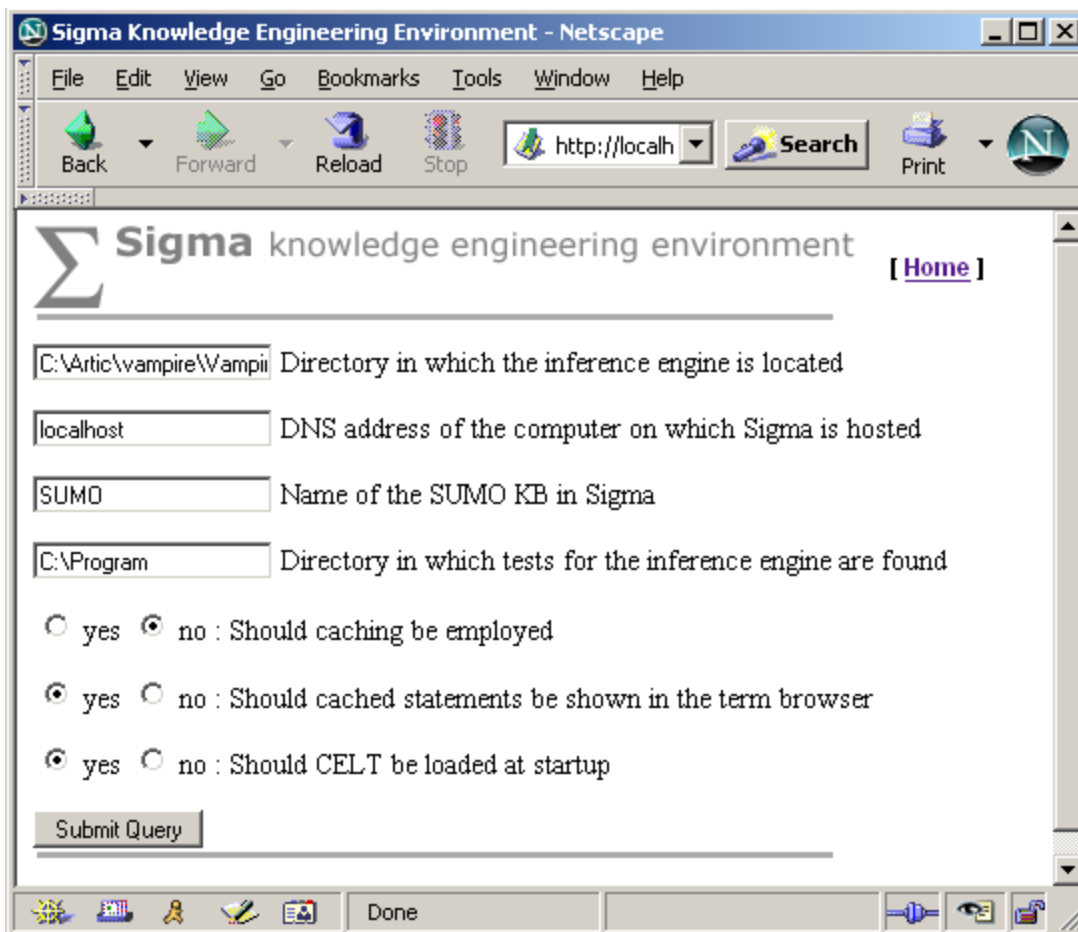 Sigma Knowledge Engineering Environment - Netscape
File Edit View Go Bookmarks Tools Window Help
Back Forward Reload Stop http://localh Search Print N
Σ Sigma knowledge engineering environment
[ Home ]
C:\Artic\vampire\Vampi Directory in which the inference engine is located
localhost DNS address of the computer on which Sigma is hosted
SUMO Name of the SUMO KB in Sigma
C:\Program Directory in which tests for the inference engine are found
yes no : Should caching be employed
yes no : Should cached statements be shown in the term browser
yes no : Should CELT be loaded at startup
Submit Query
Done